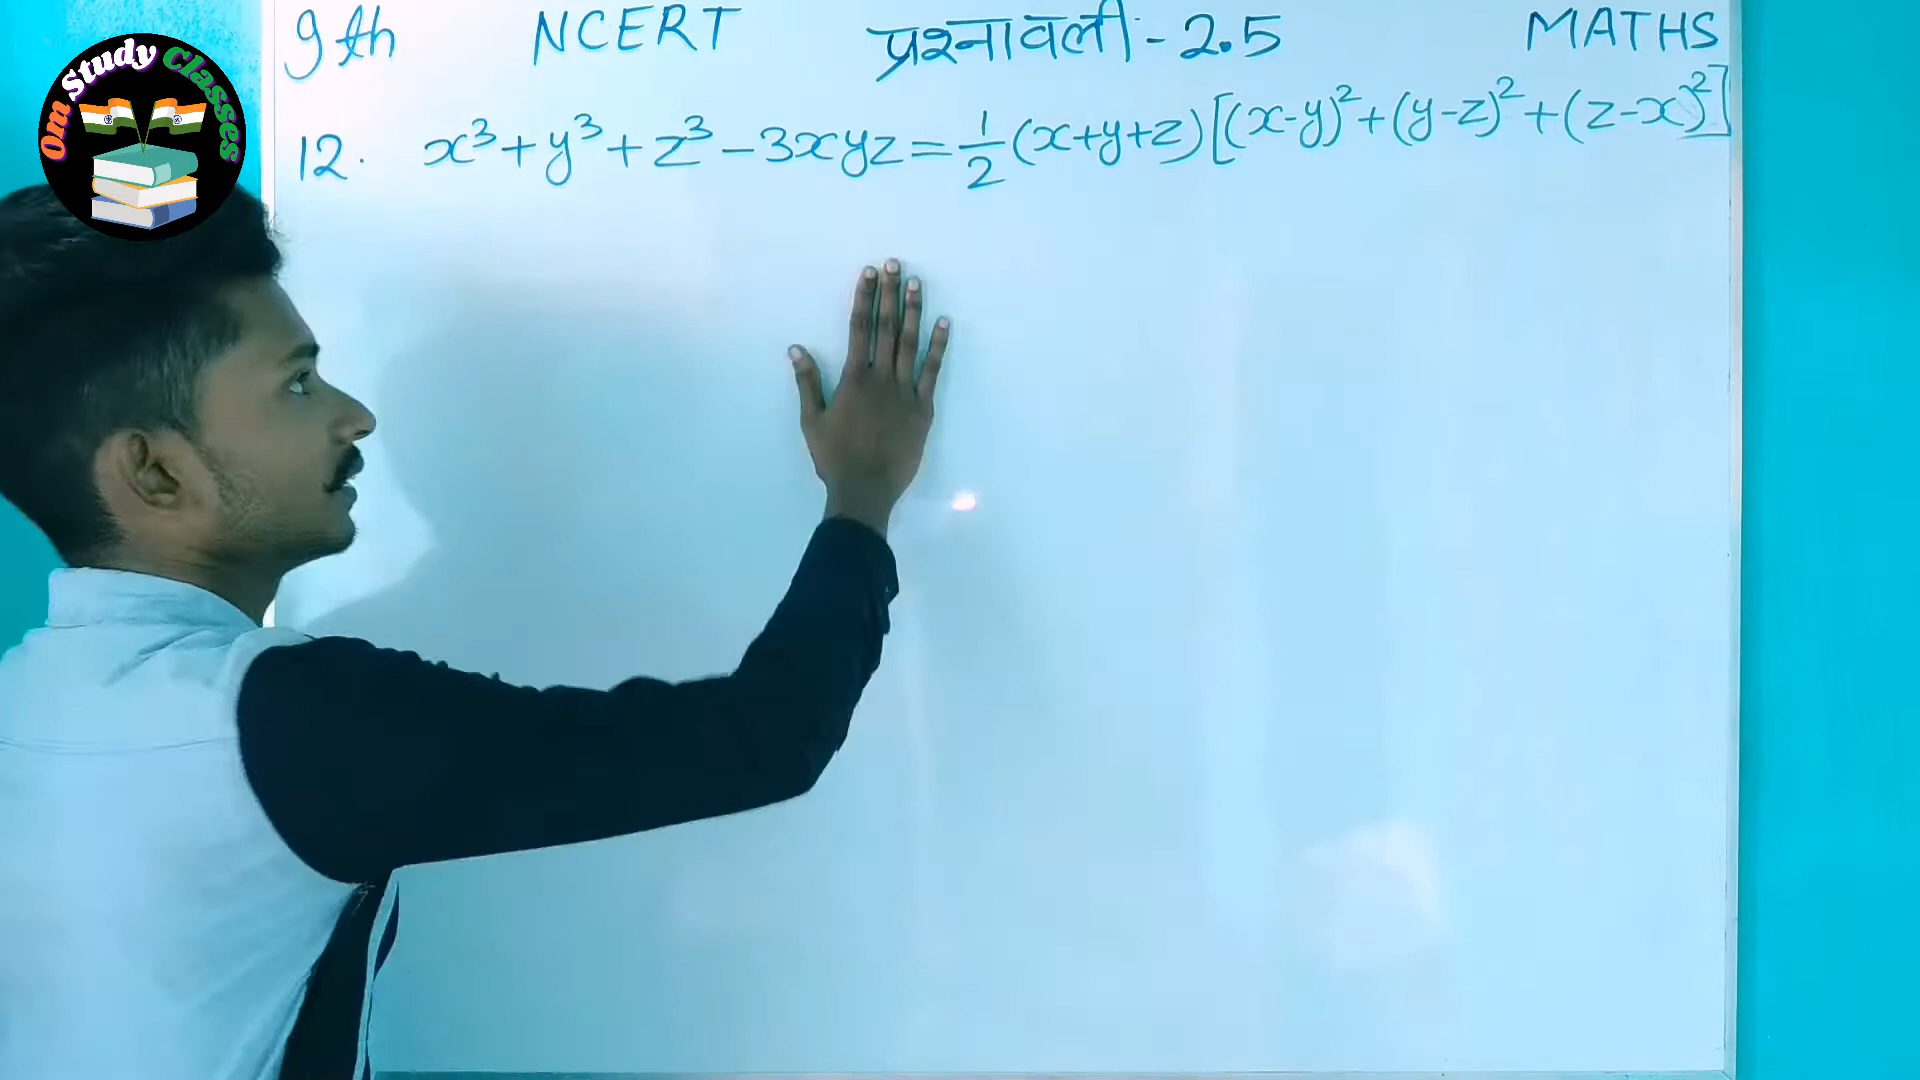 Om Study Classes
9th NCERT प्रश्नावली - 2.5 MATHS
12. x³+y³+z³-3xyz=1/2(x+y+z)[(x-y)²+(y-z)²+(z-x)²]